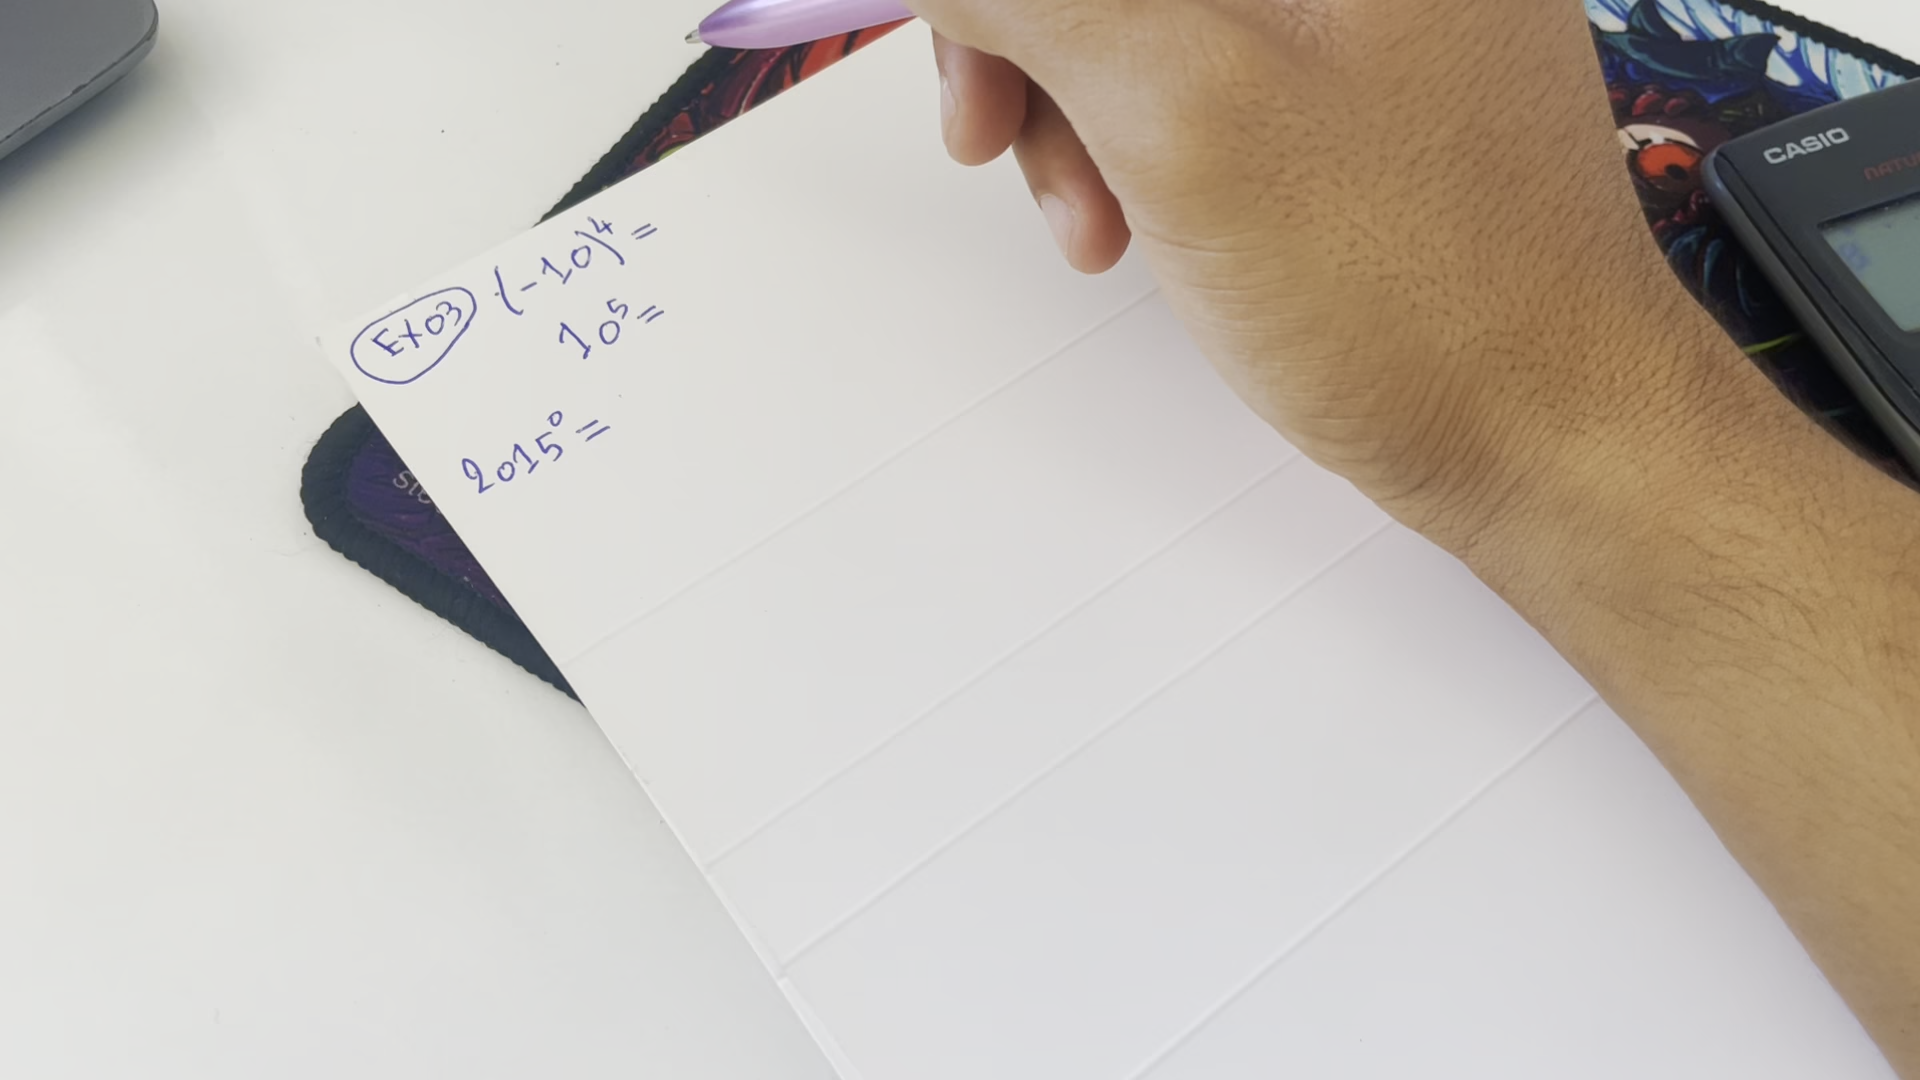 EX03 (-10)⁴=
10⁵=
2015⁰=
CASIO